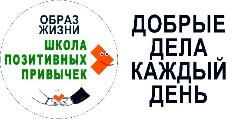 ОБРАЗ
ЖИЗНИ
ШКОЛА
ПОЗИТИВНЫХ
ПРИВЫЧЕК
ДОБРЫЕ
ДЕЛА
КАЖДЫЙ
ДЕНЬ